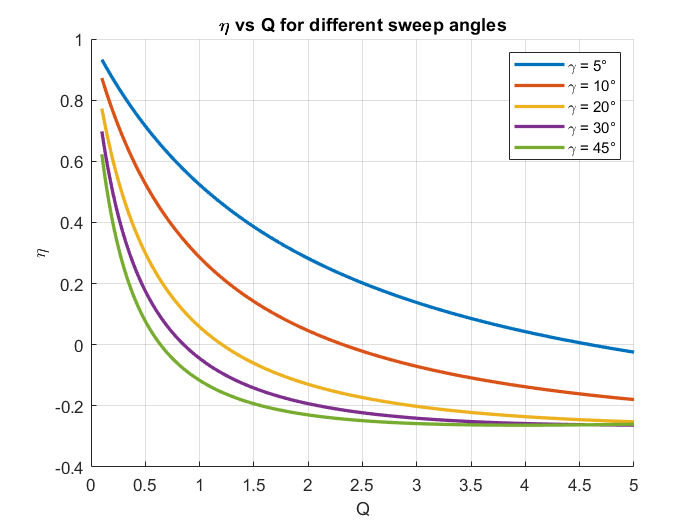 η vs Q for different sweep angles
γ = 5°
γ = 10°
γ = 20°
γ = 30°
γ = 45°
1
0.8
0.6
0.4
0.2
0
-0.2
-0.4
η
0 0.5 1 1.5 2 2.5 3 3.5 4 4.5 5
Q